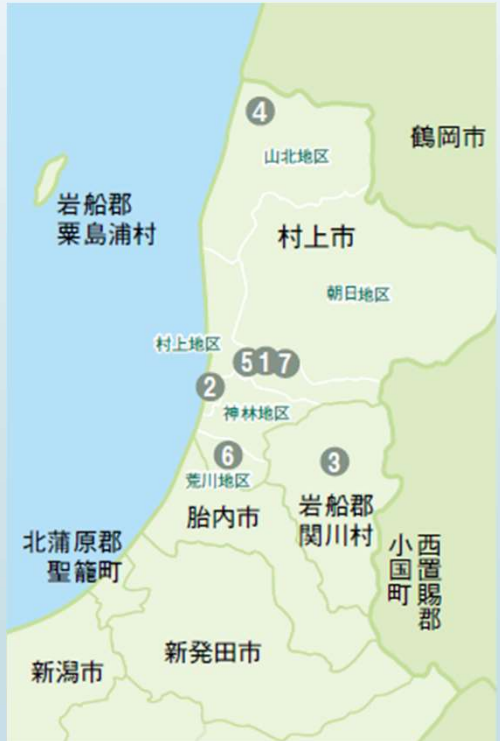 4
鶴岡市
山北地区
岩船郡
粟島浦村
村上市
朝日地区
村上地区
5 1 7
2
神林地区
6
3
荒川地区
胎内市
岩船郡
関川村
北蒲原郡
聖籠町
西置賜郡
小国町
新発田市
新潟市